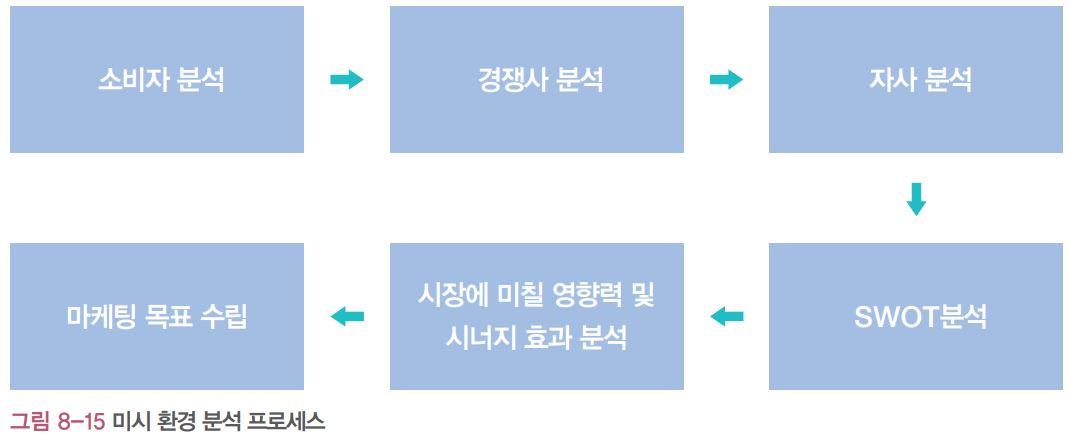 소비자 분석
경쟁사 분석
자사 분석
SWOT분석
시장에 미칠 영향력 및
시너지 효과 분석
마케팅 목표 수립
그림 8-15 미시 환경 분석 프로세스